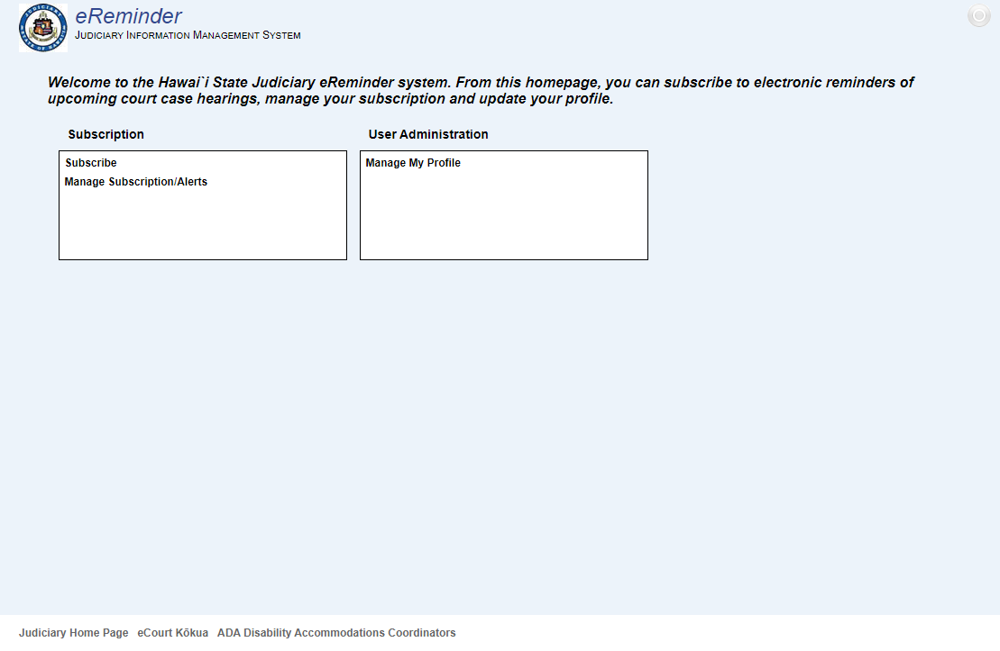 eReminder
JUDICIARY INFORMATION MANAGEMENT SYSTEM
Welcome to the Hawai`i State Judiciary eReminder system. From this homepage, you can subscribe to electronic reminders of
upcoming court case hearings, manage your subscription and update your profile.
Subscription
Subscribe
Manage Subscription/Alerts
User Administration
Manage My Profile
Judiciary Home Page eCourt Kōkua ADA Disability Accommodations Coordinators